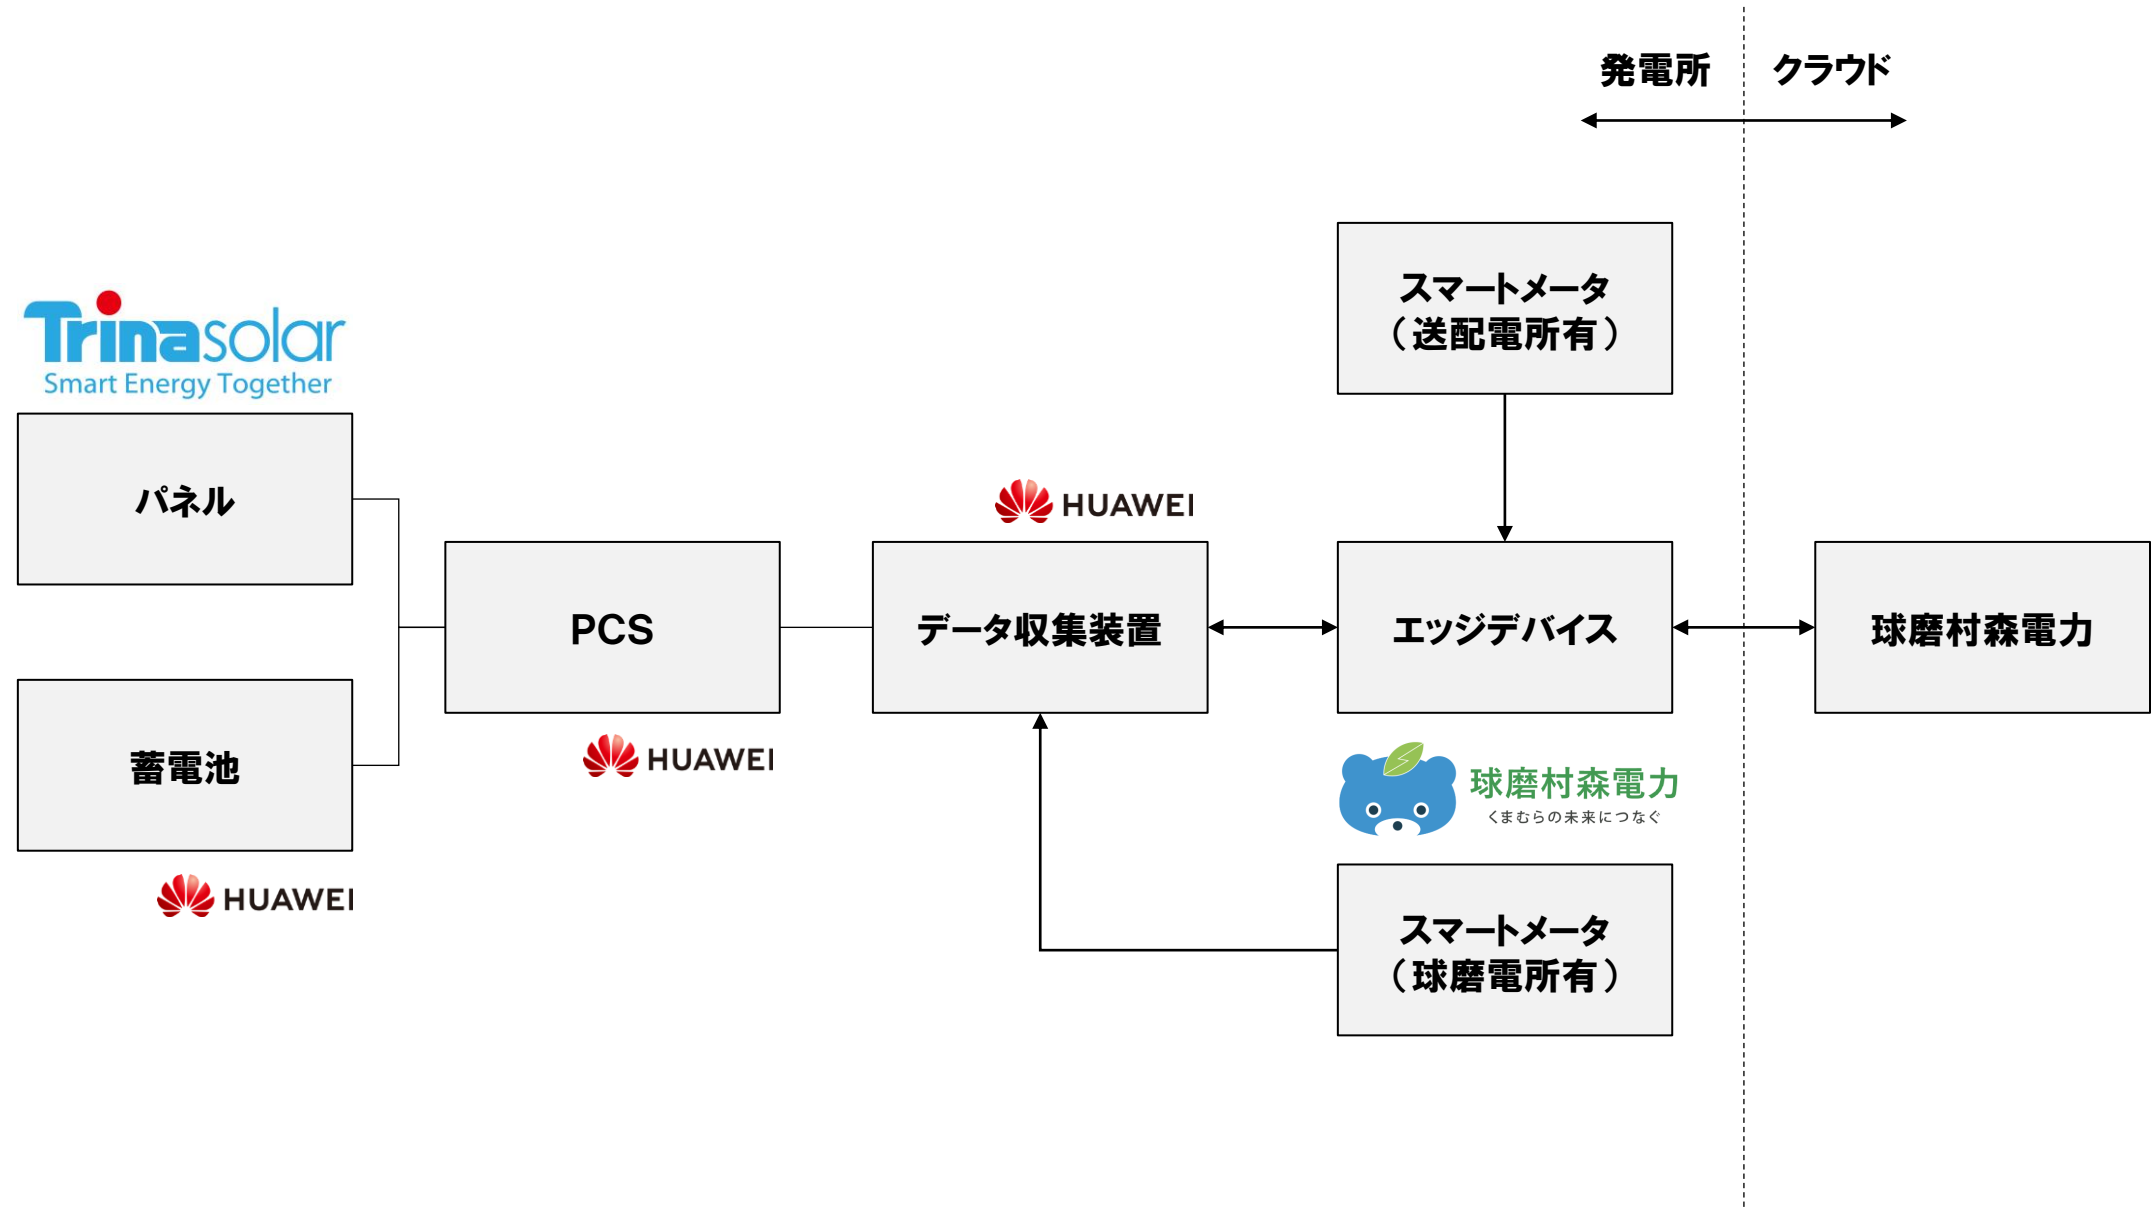 発電所
クラウド
スマートメータ
（送配電所有）
Trinasolar
Smart Energy Together
パネル
HUAWEI
PCS
データ収集装置
エッジデバイス
球磨村森電力
HUAWEI
蓄電池
球磨村森電力
くまむらの未来につなぐ
HUAWEI
スマートメータ
（球磨電所有）